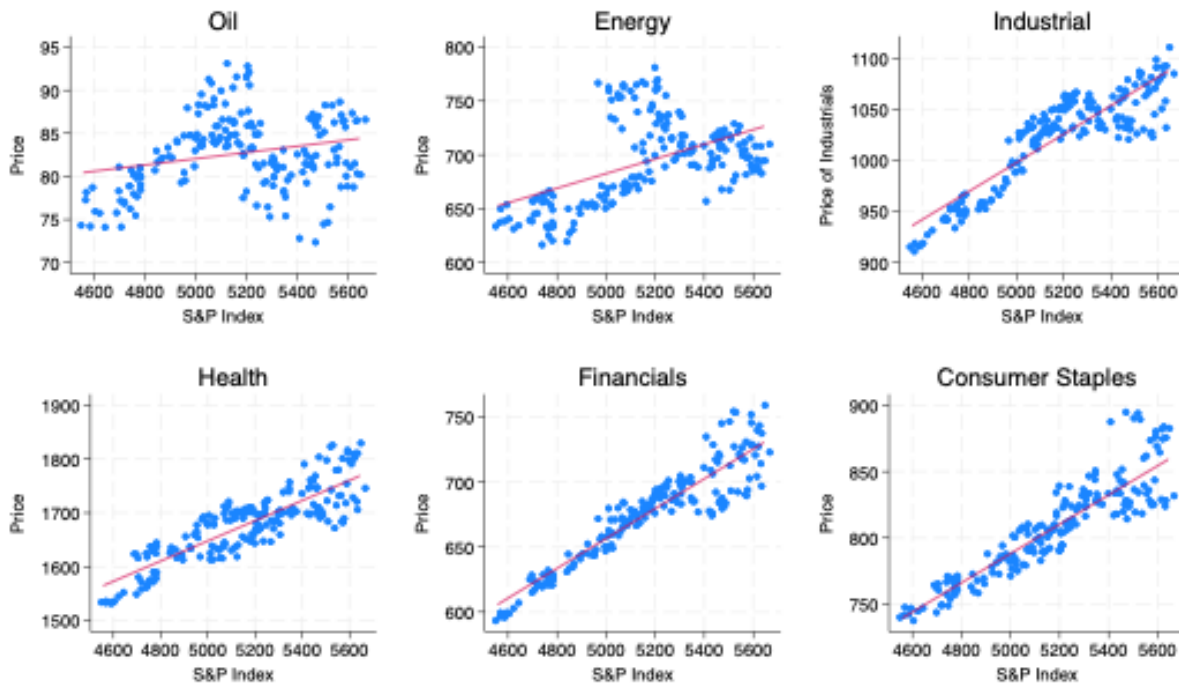 Oil
Price
95
90
85
80
75
70
4600 4800 5000 5200 5400 5600
S&P Index
Energy
Price
800
750
700
650
600
4600 4800 5000 5200 5400 5600
S&P Index
Industrial
Price of Industrials
1100
1050
1000
950
900
4600 4800 5000 5200 5400 5600
S&P Index
Health
Price
1900
1800
1700
1600
1500
4600 4800 5000 5200 5400 5600
S&P Index
Financials
Price
750
700
650
600
4600 4800 5000 5200 5400 5600
S&P Index
Consumer Staples
Price
900
850
800
750
4600 4800 5000 5200 5400 5600
S&P Index